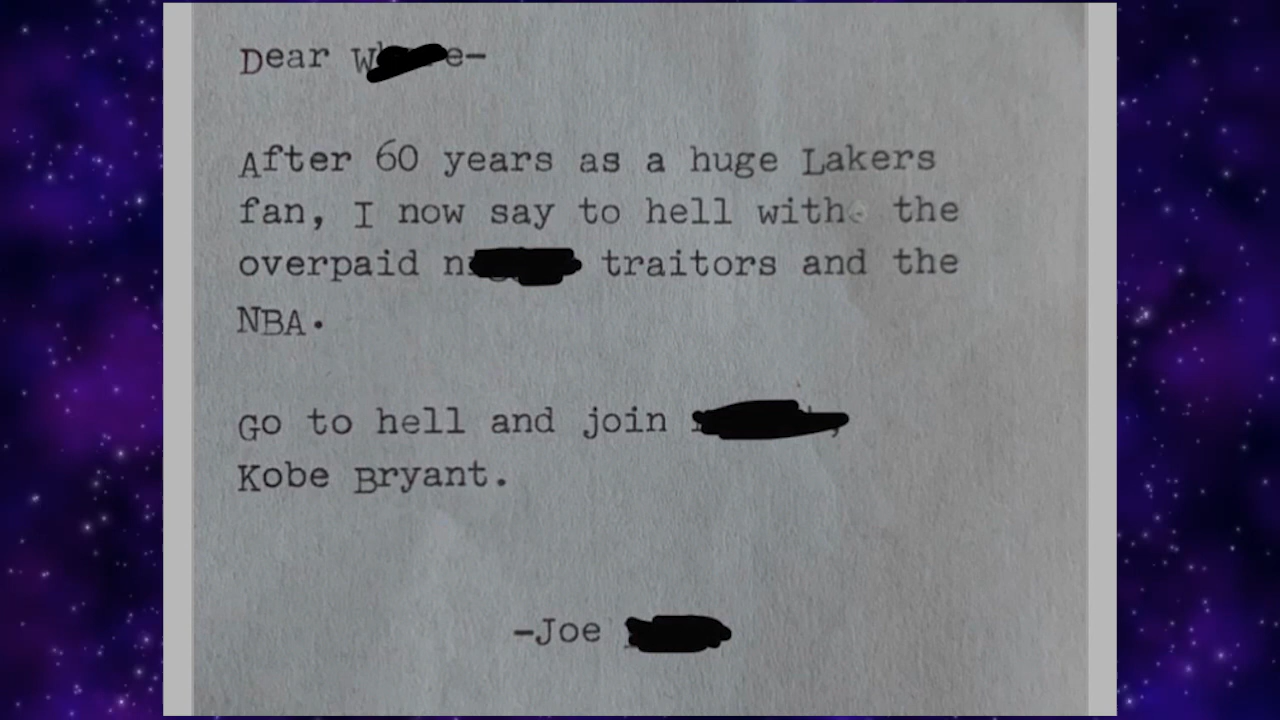 Dear
After 60 years as a huge Lakers
fan, I now say to hell with the
overpaid traitors and the
NBA.
Go to hell and join
Kobe Bryant.
-Joe